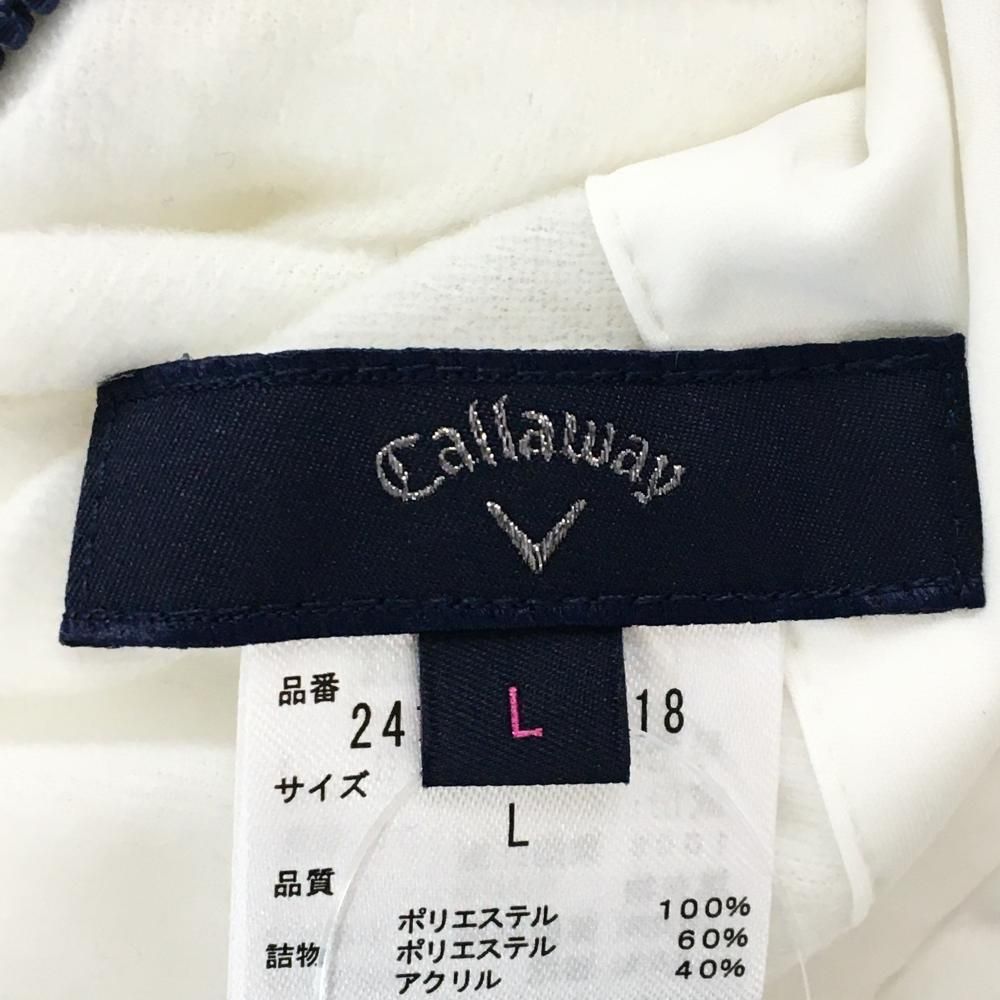 Callaway
品番
24 L 18
サイズ
L
品質
ポリエステル 100%
詰物 ポリエステル 60%
アクリル 40%